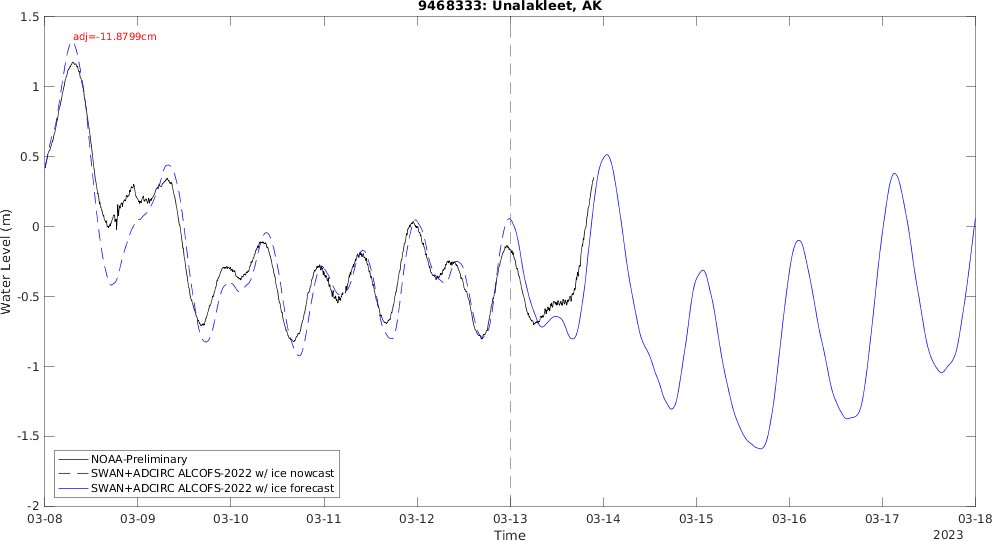 9468333: Unalakleet, AK
adj=-11.8799cm
1.5
1
0.5
0
-0.5
-1
-1.5
-2
Water Level (m)
NOAA-Preliminary
SWAN+ADCIRC ALCOFS-2022 w/ ice nowcast
SWAN+ADCIRC ALCOFS-2022 w/ ice forecast
03-08 03-09 03-10 03-11 03-12 03-13 03-14 03-15 03-16 03-17 03-18
Time
2023